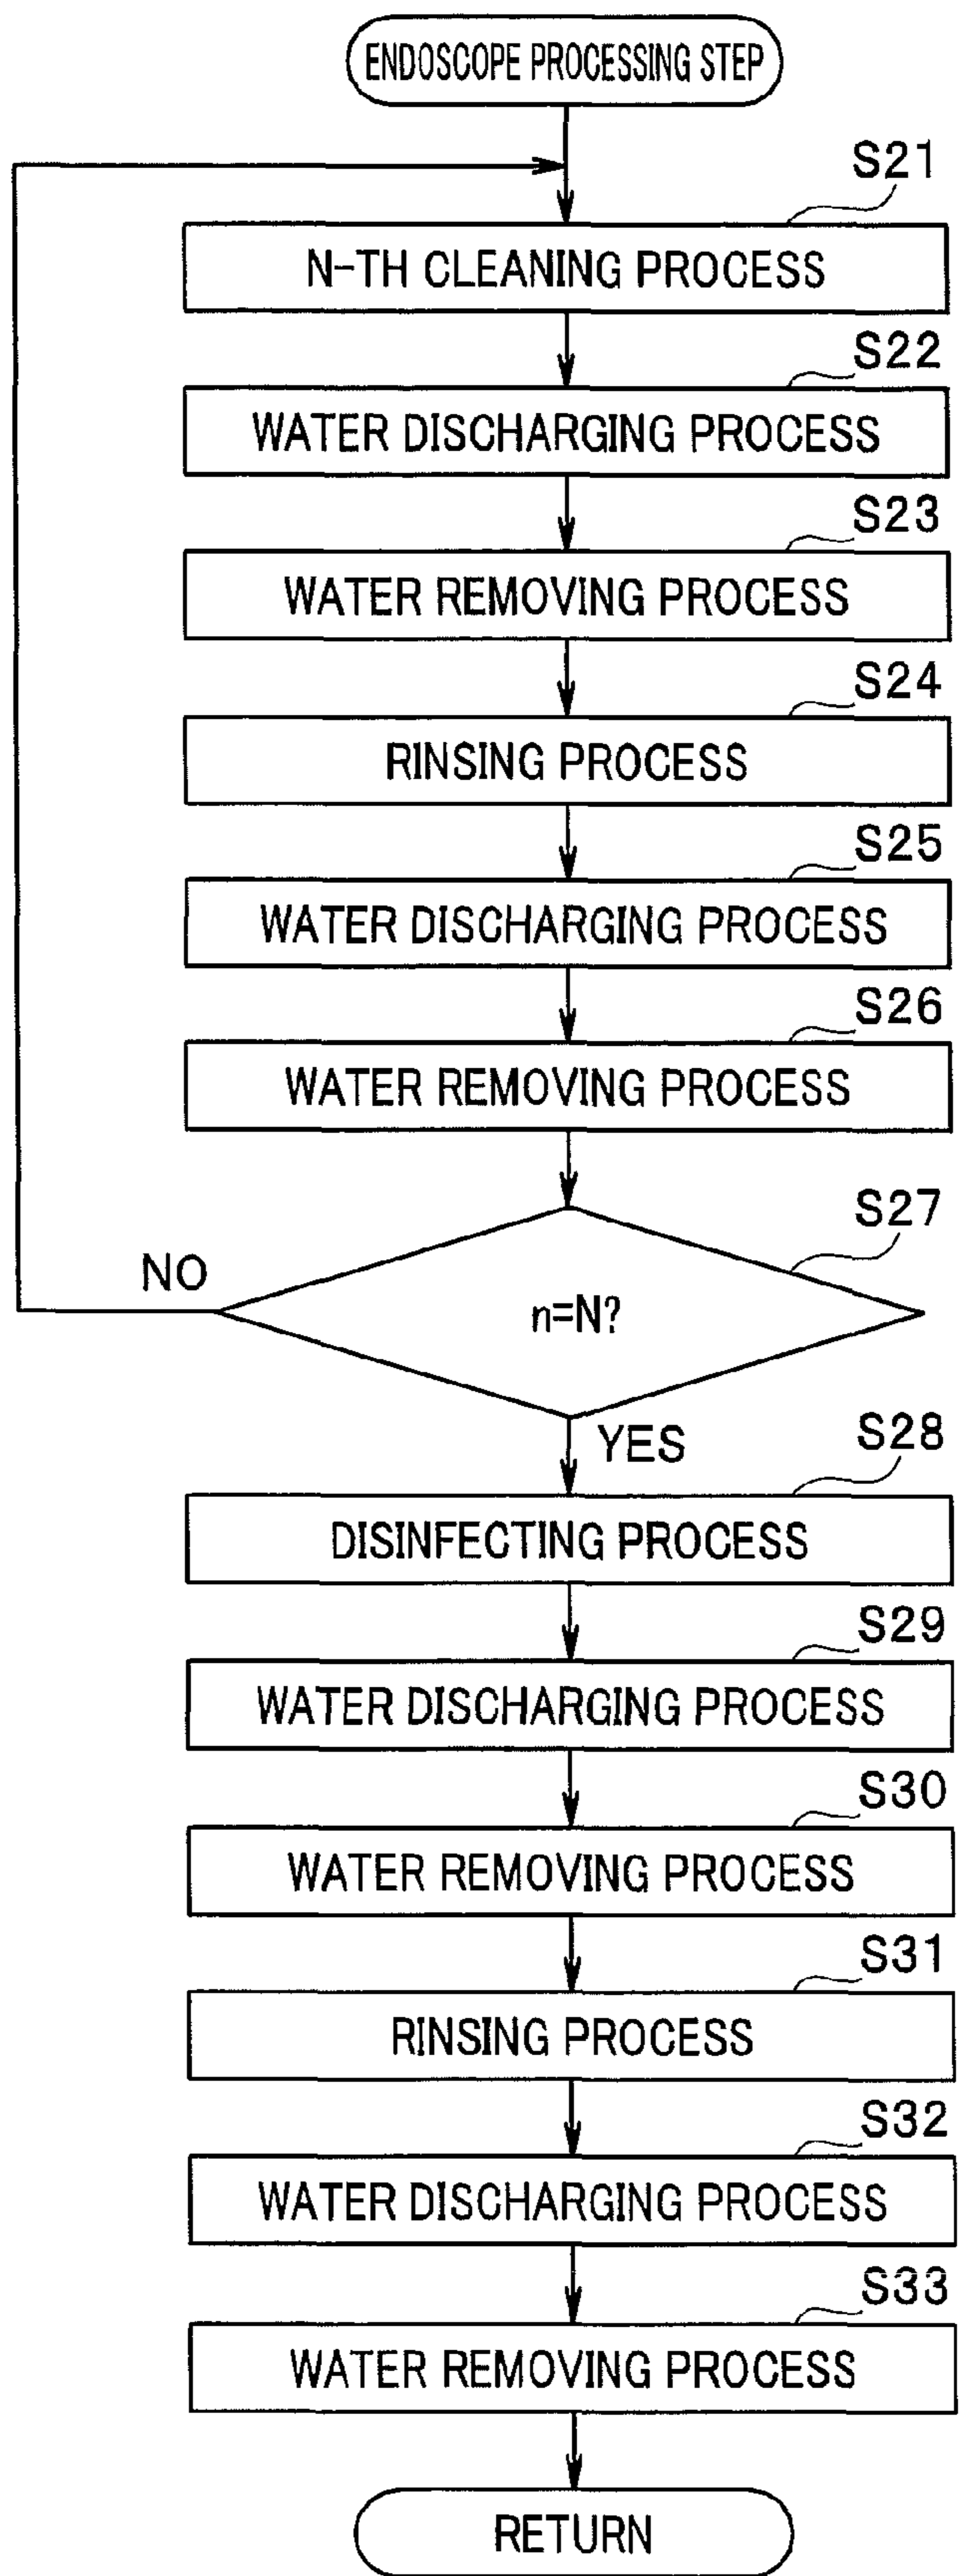 ENDOSCOPE PROCESSING STEP
S21
N-TH CLEANING PROCESS
S22
WATER DISCHARGING PROCESS
S23
WATER REMOVING PROCESS
S24
RINSING PROCESS
S25
WATER DISCHARGING PROCESS
S26
WATER REMOVING PROCESS
S27
NO
n=N?
YES
S28
DISINFECTING PROCESS
S29
WATER DISCHARGING PROCESS
S30
WATER REMOVING PROCESS
S31
RINSING PROCESS
S32
WATER DISCHARGING PROCESS
S33
WATER REMOVING PROCESS
RETURN